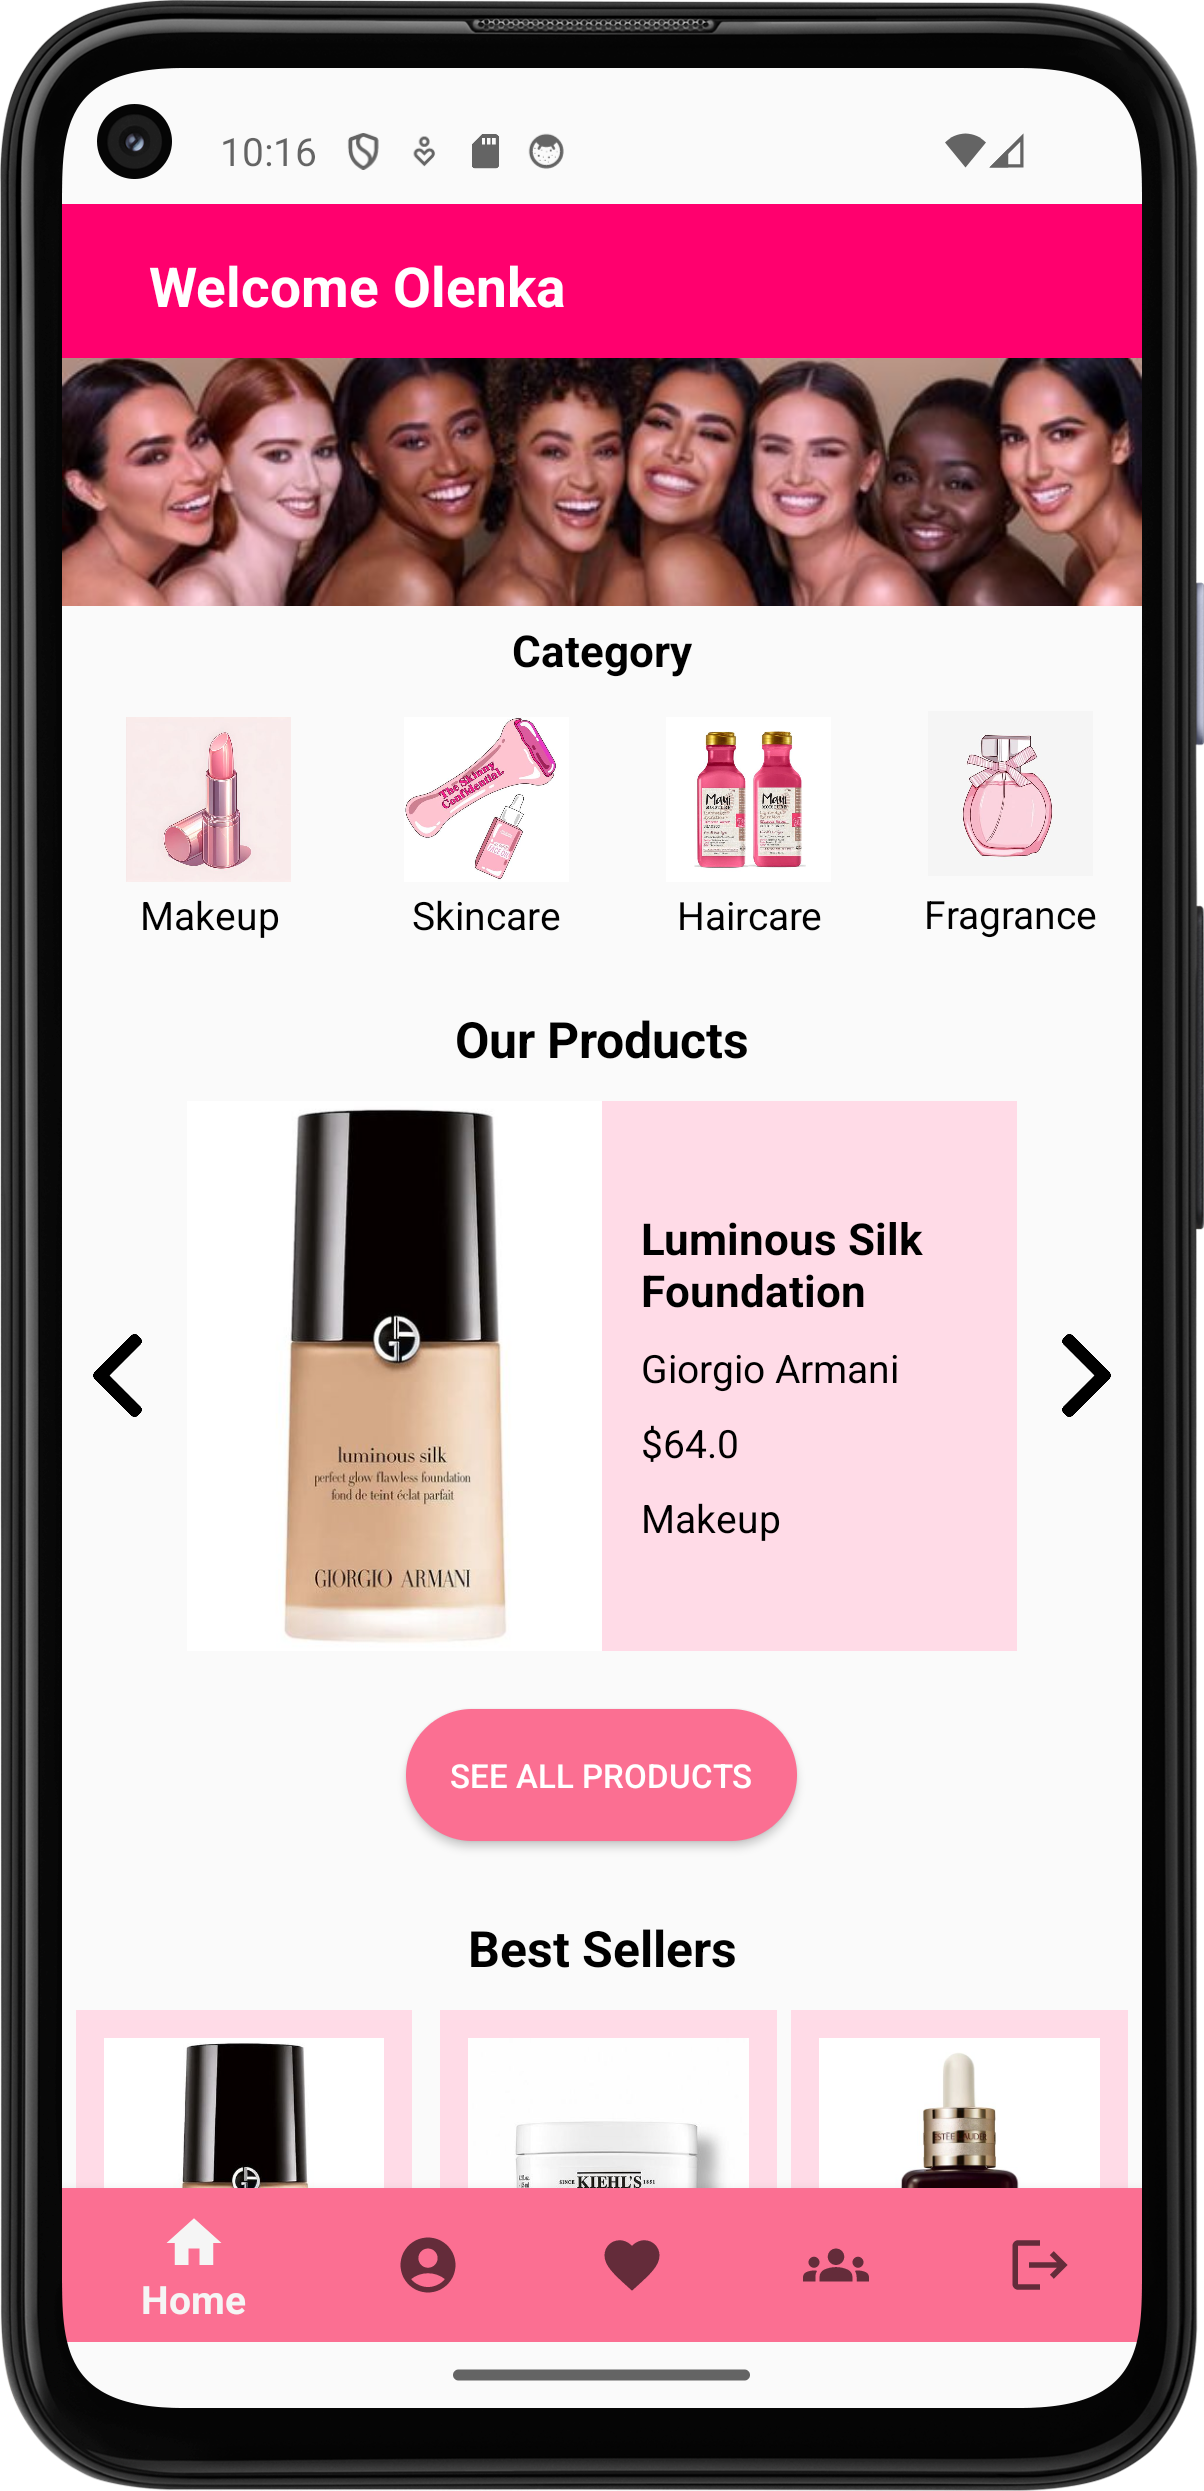 10:16
Welcome Olenka
Category
The Skinny
Confidential.
Maui Maui
Makeup
Skincare
Haircare
Fragrance
Our Products
luminous silk
perfect glow flawless foundation
fond de teint éclat parfait
GIORGIO ARMANI
Luminous Silk
Foundation
Giorgio Armani
$64.0
Makeup
SEE ALL PRODUCTS
Best Sellers
SINCE KIEHL'S 1851
Home